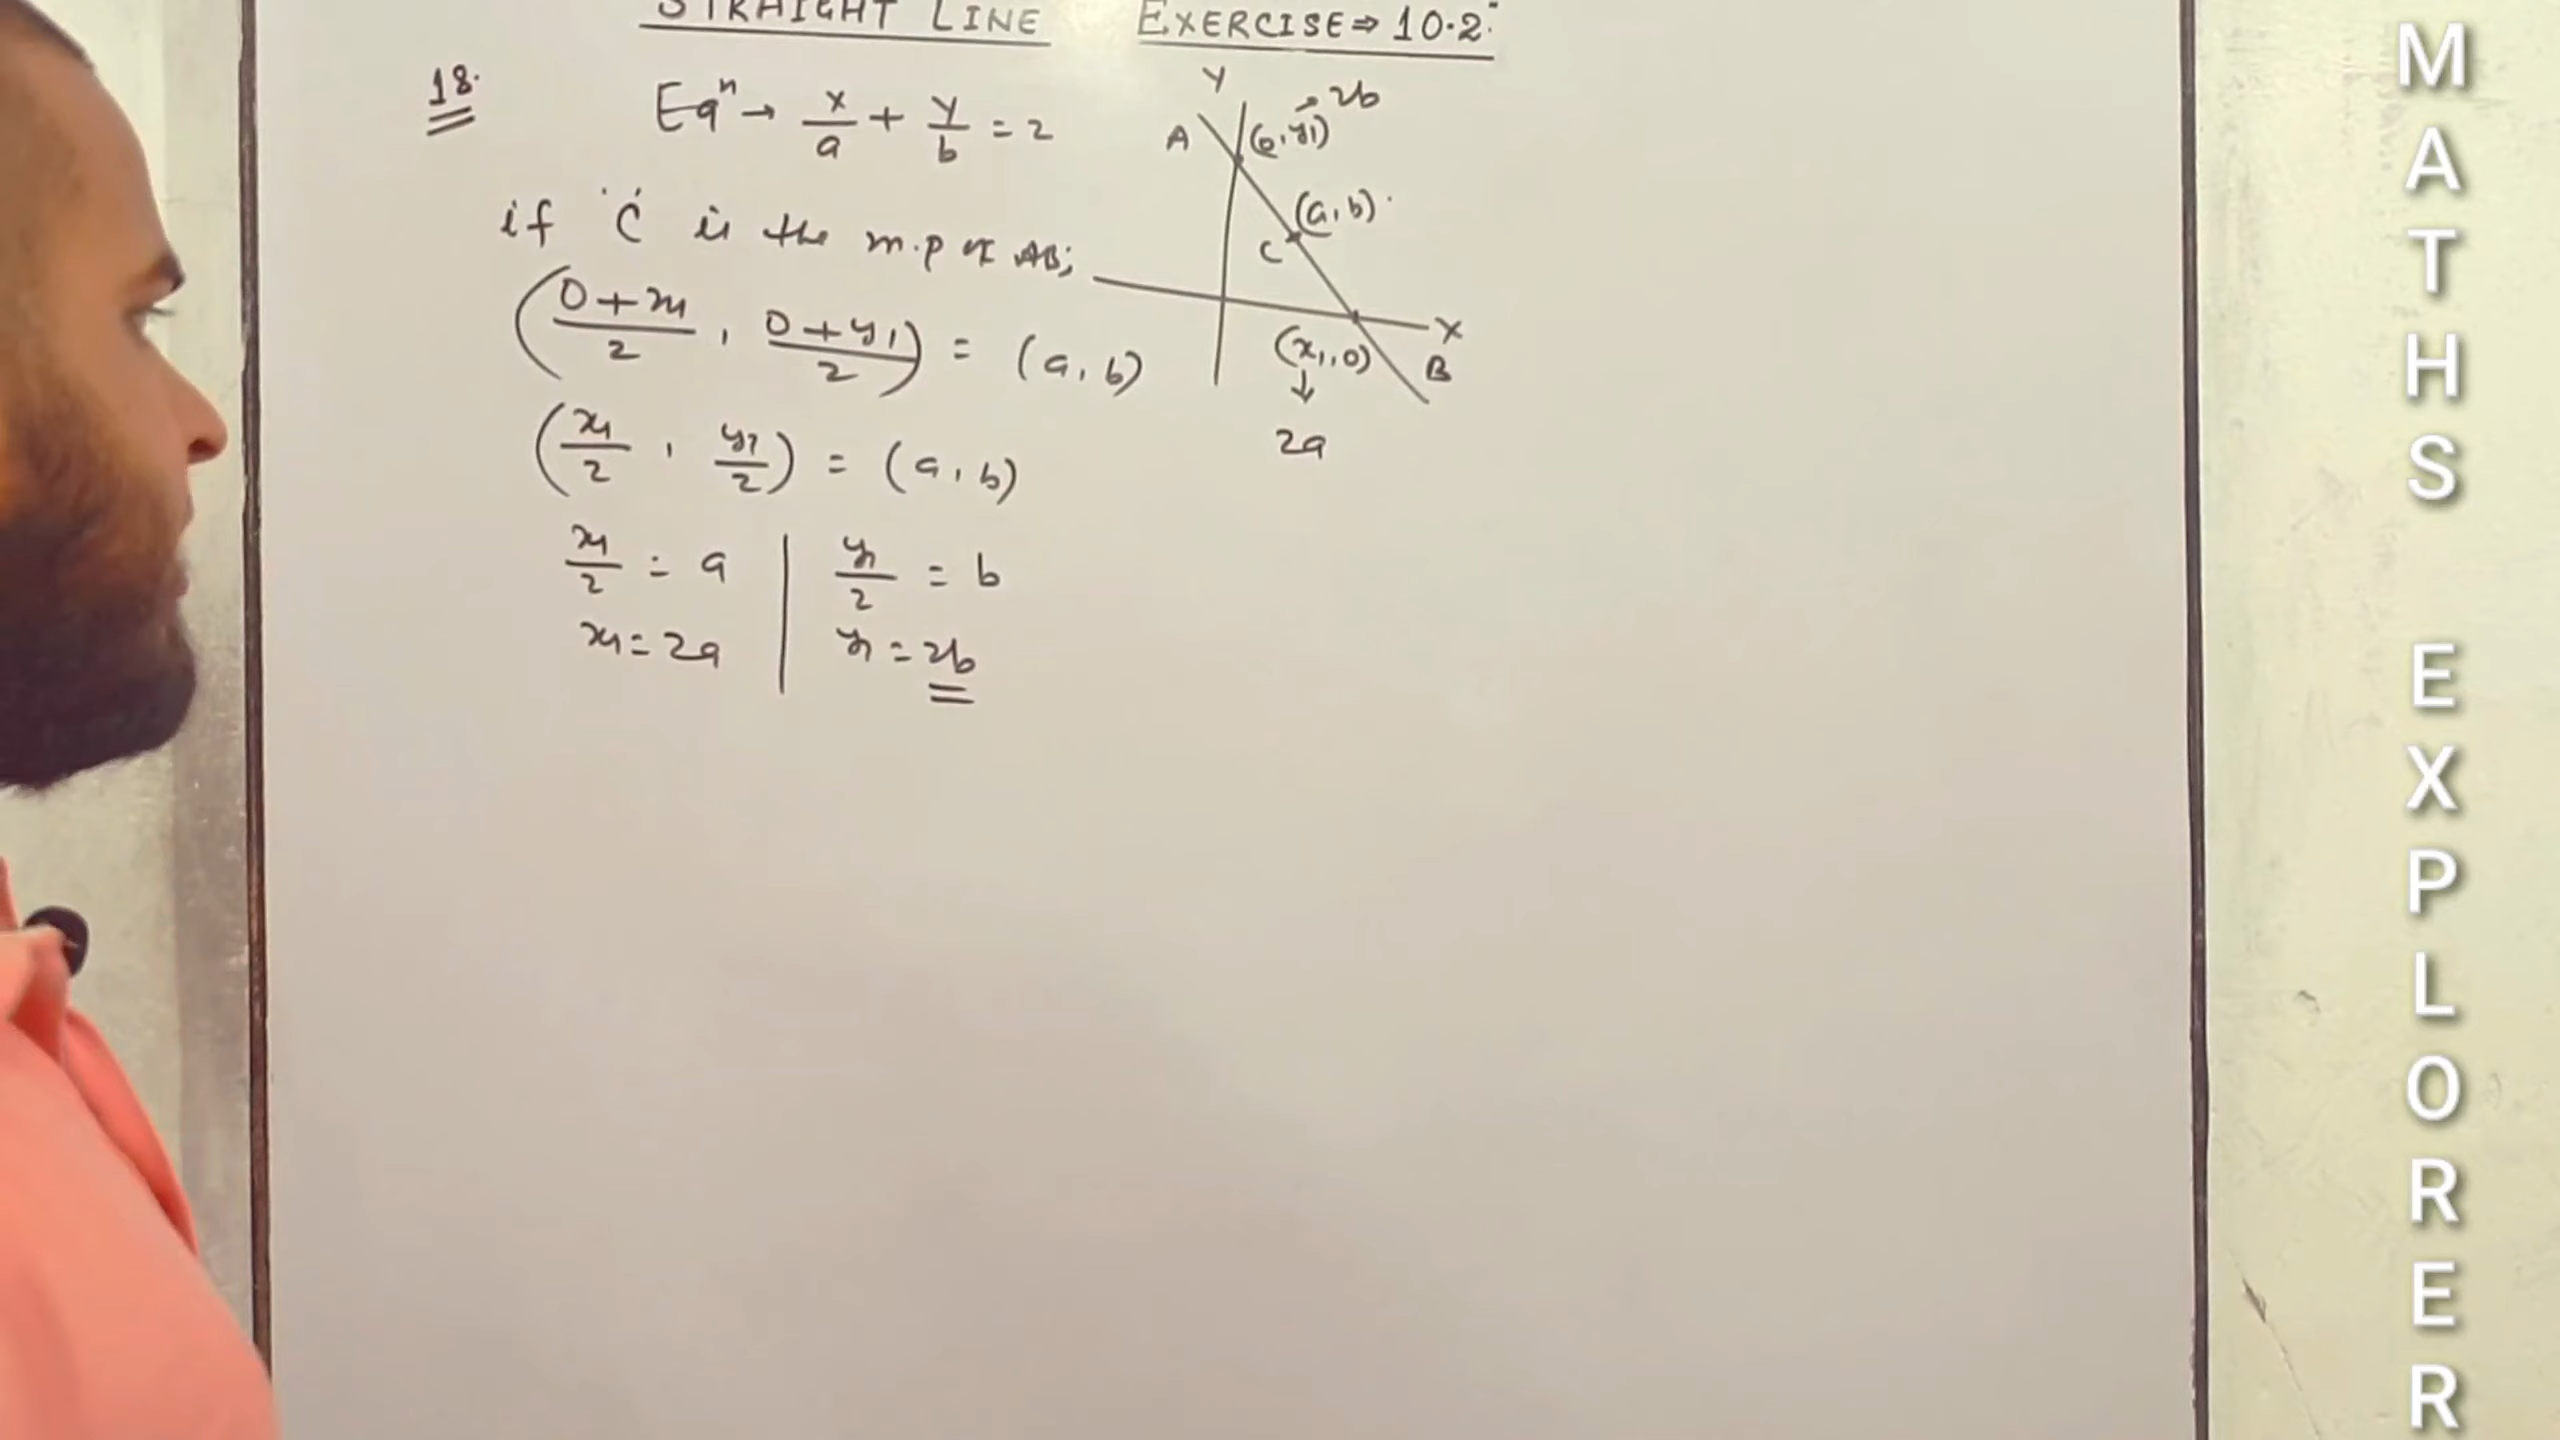 STRAIGHT LINE EXERCISE ⇒ 10.2
18.
Eqⁿ → x/a + y/b = 2
if 'C' is the m.p of AB;
((0+x₁)/2 , (0+y₁)/2) = (a, b)
(x₁/2 , y₁/2) = (a, b)
x₁/2 = a | y₁/2 = b
x₁ = 2a | y₁ = 2b
Y
2b
A (0, y₁)
(a, b)
C
X
(x₁, 0) B
↓
2a
MATHS EXPLORER